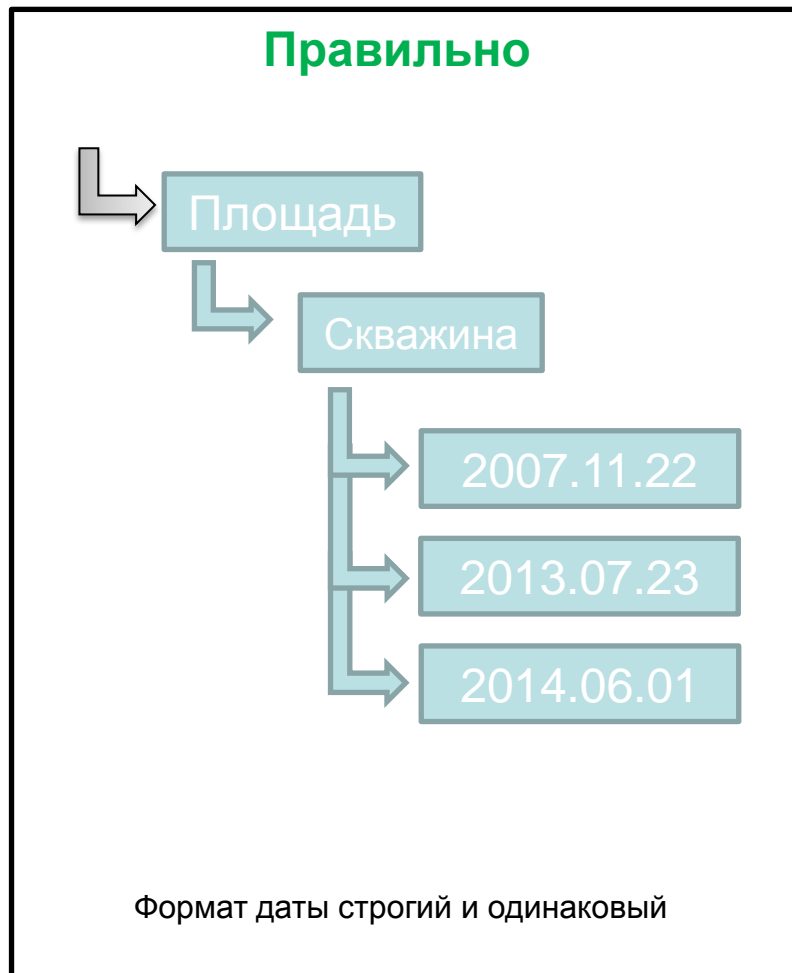 Правильно
Площадь
Скважина
2007.11.22
2013.07.23
2014.06.01
Формат даты строгий и одинаковый